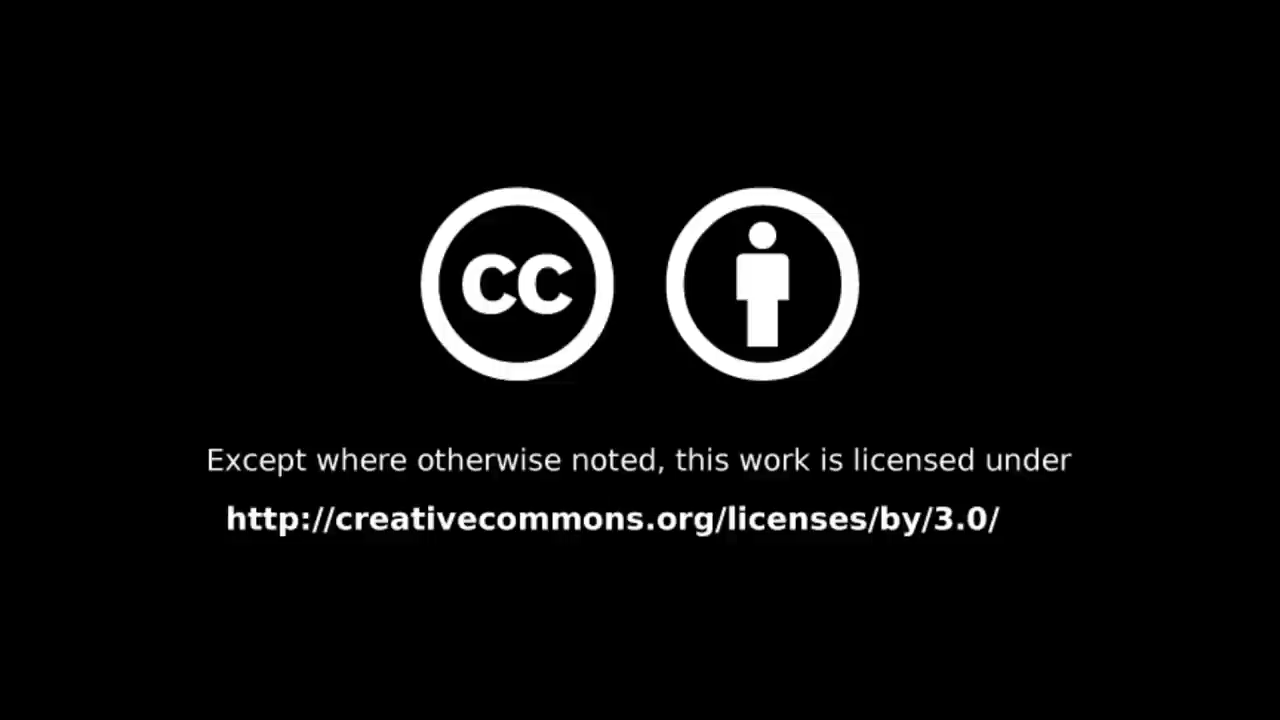 cc
Except where otherwise noted, this work is licensed under
http://creativecommons.org/licenses/by/3.0/